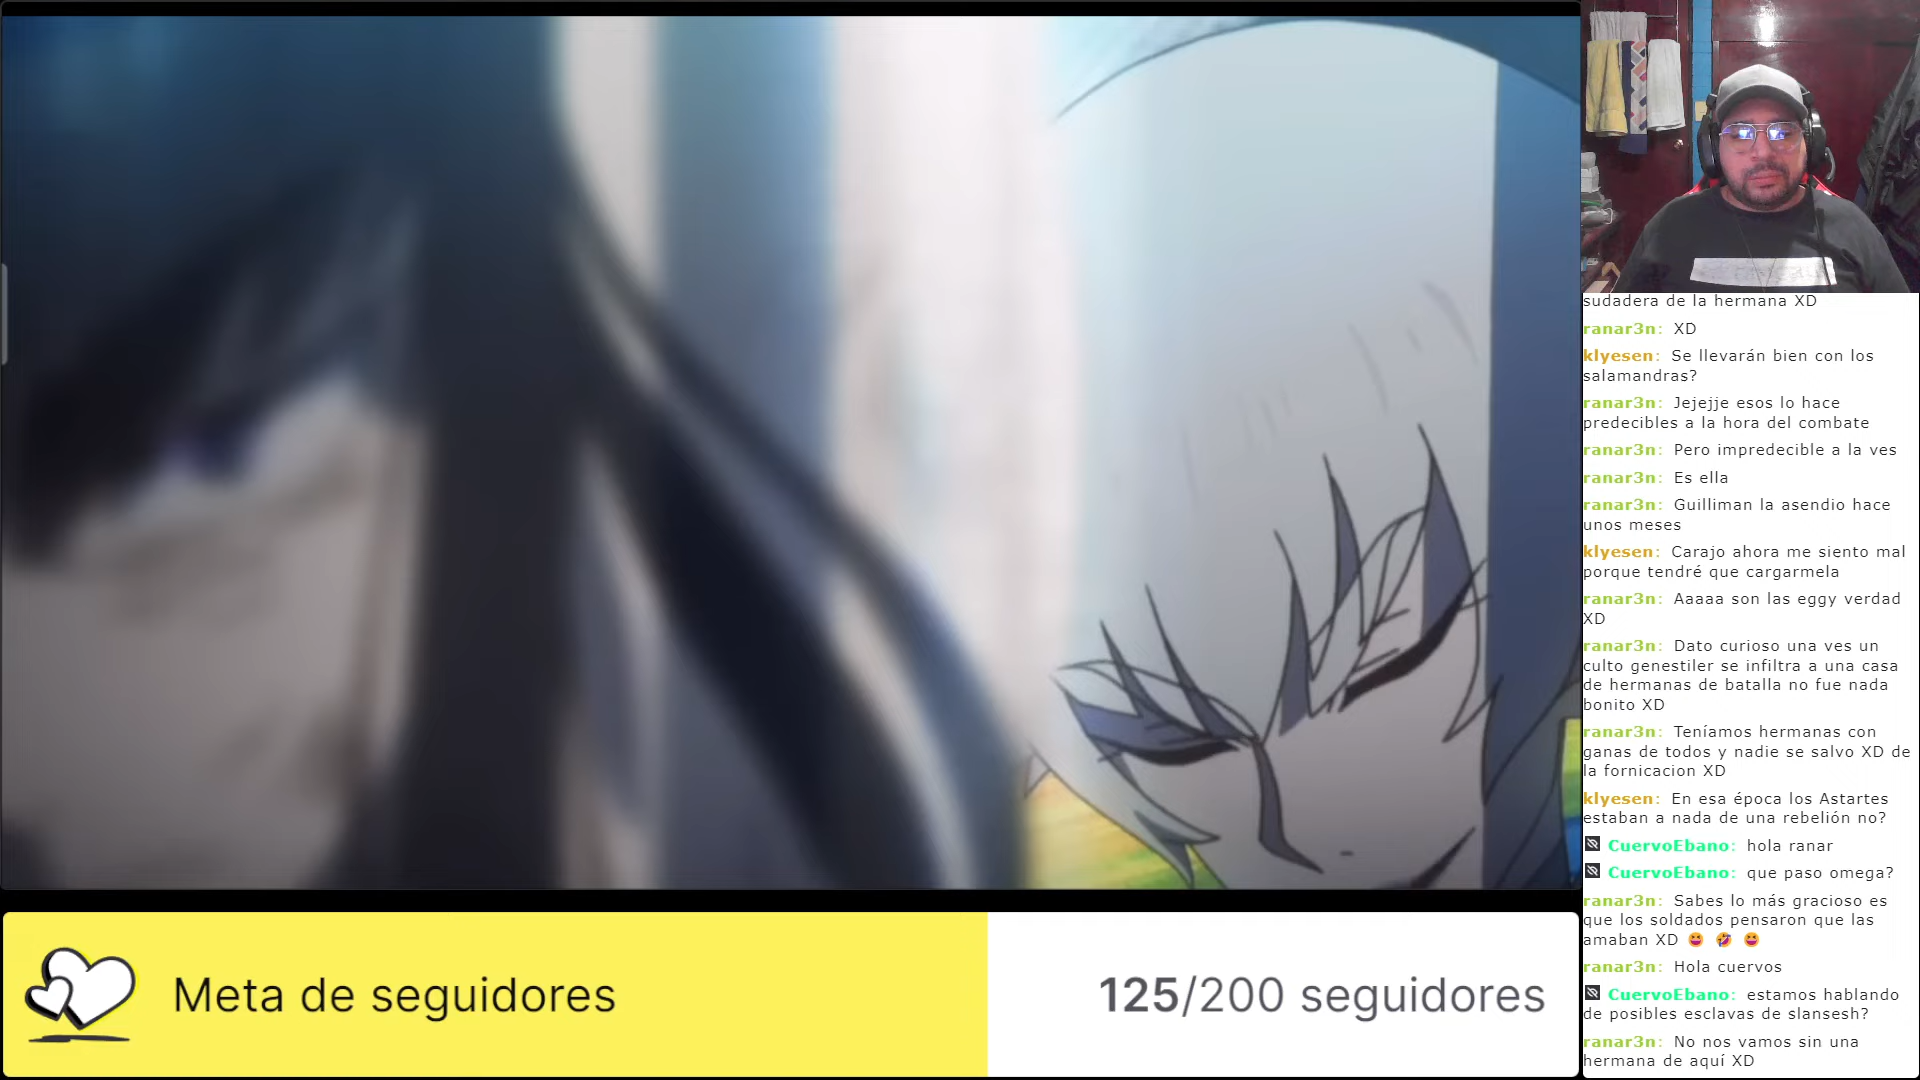 sudadera de la hermana XD
ranar3n: XD
klyesen: Se llevarán bien con los
salamandras?
ranar3n: Jejejje esos lo hace
predecibles a la hora del combate
ranar3n: Pero impredecible a la ves
ranar3n: Es ella
ranar3n: Guilliman la asendio hace
unos meses
klyesen: Carajo ahora me siento mal
porque tendré que cargarmela
ranar3n: Aaaaa son las eggy verdad
XD
ranar3n: Dato curioso una ves un
culto genestiler se infiltra a una casa
de hermanas de batalla no fue nada
bonito XD
ranar3n: Teníamos hermanas con
ganas de todos y nadie se salvo XD de
la fornicacion XD
klyesen: En esa época los Astartes
estaban a nada de una rebelión no?
CuervoEbano: hola ranar
CuervoEbano: que paso omega?
ranar3n: Sabes lo más gracioso es
que los soldados pensaron que las
amaban XD 😆 🤣 😆
ranar3n: Hola cuervos
CuervoEbano: estamos hablando
de posibles esclavas de slansesh?
ranar3n: No nos vamos sin una
hermana de aquí XD
Meta de seguidores
125/200 seguidores